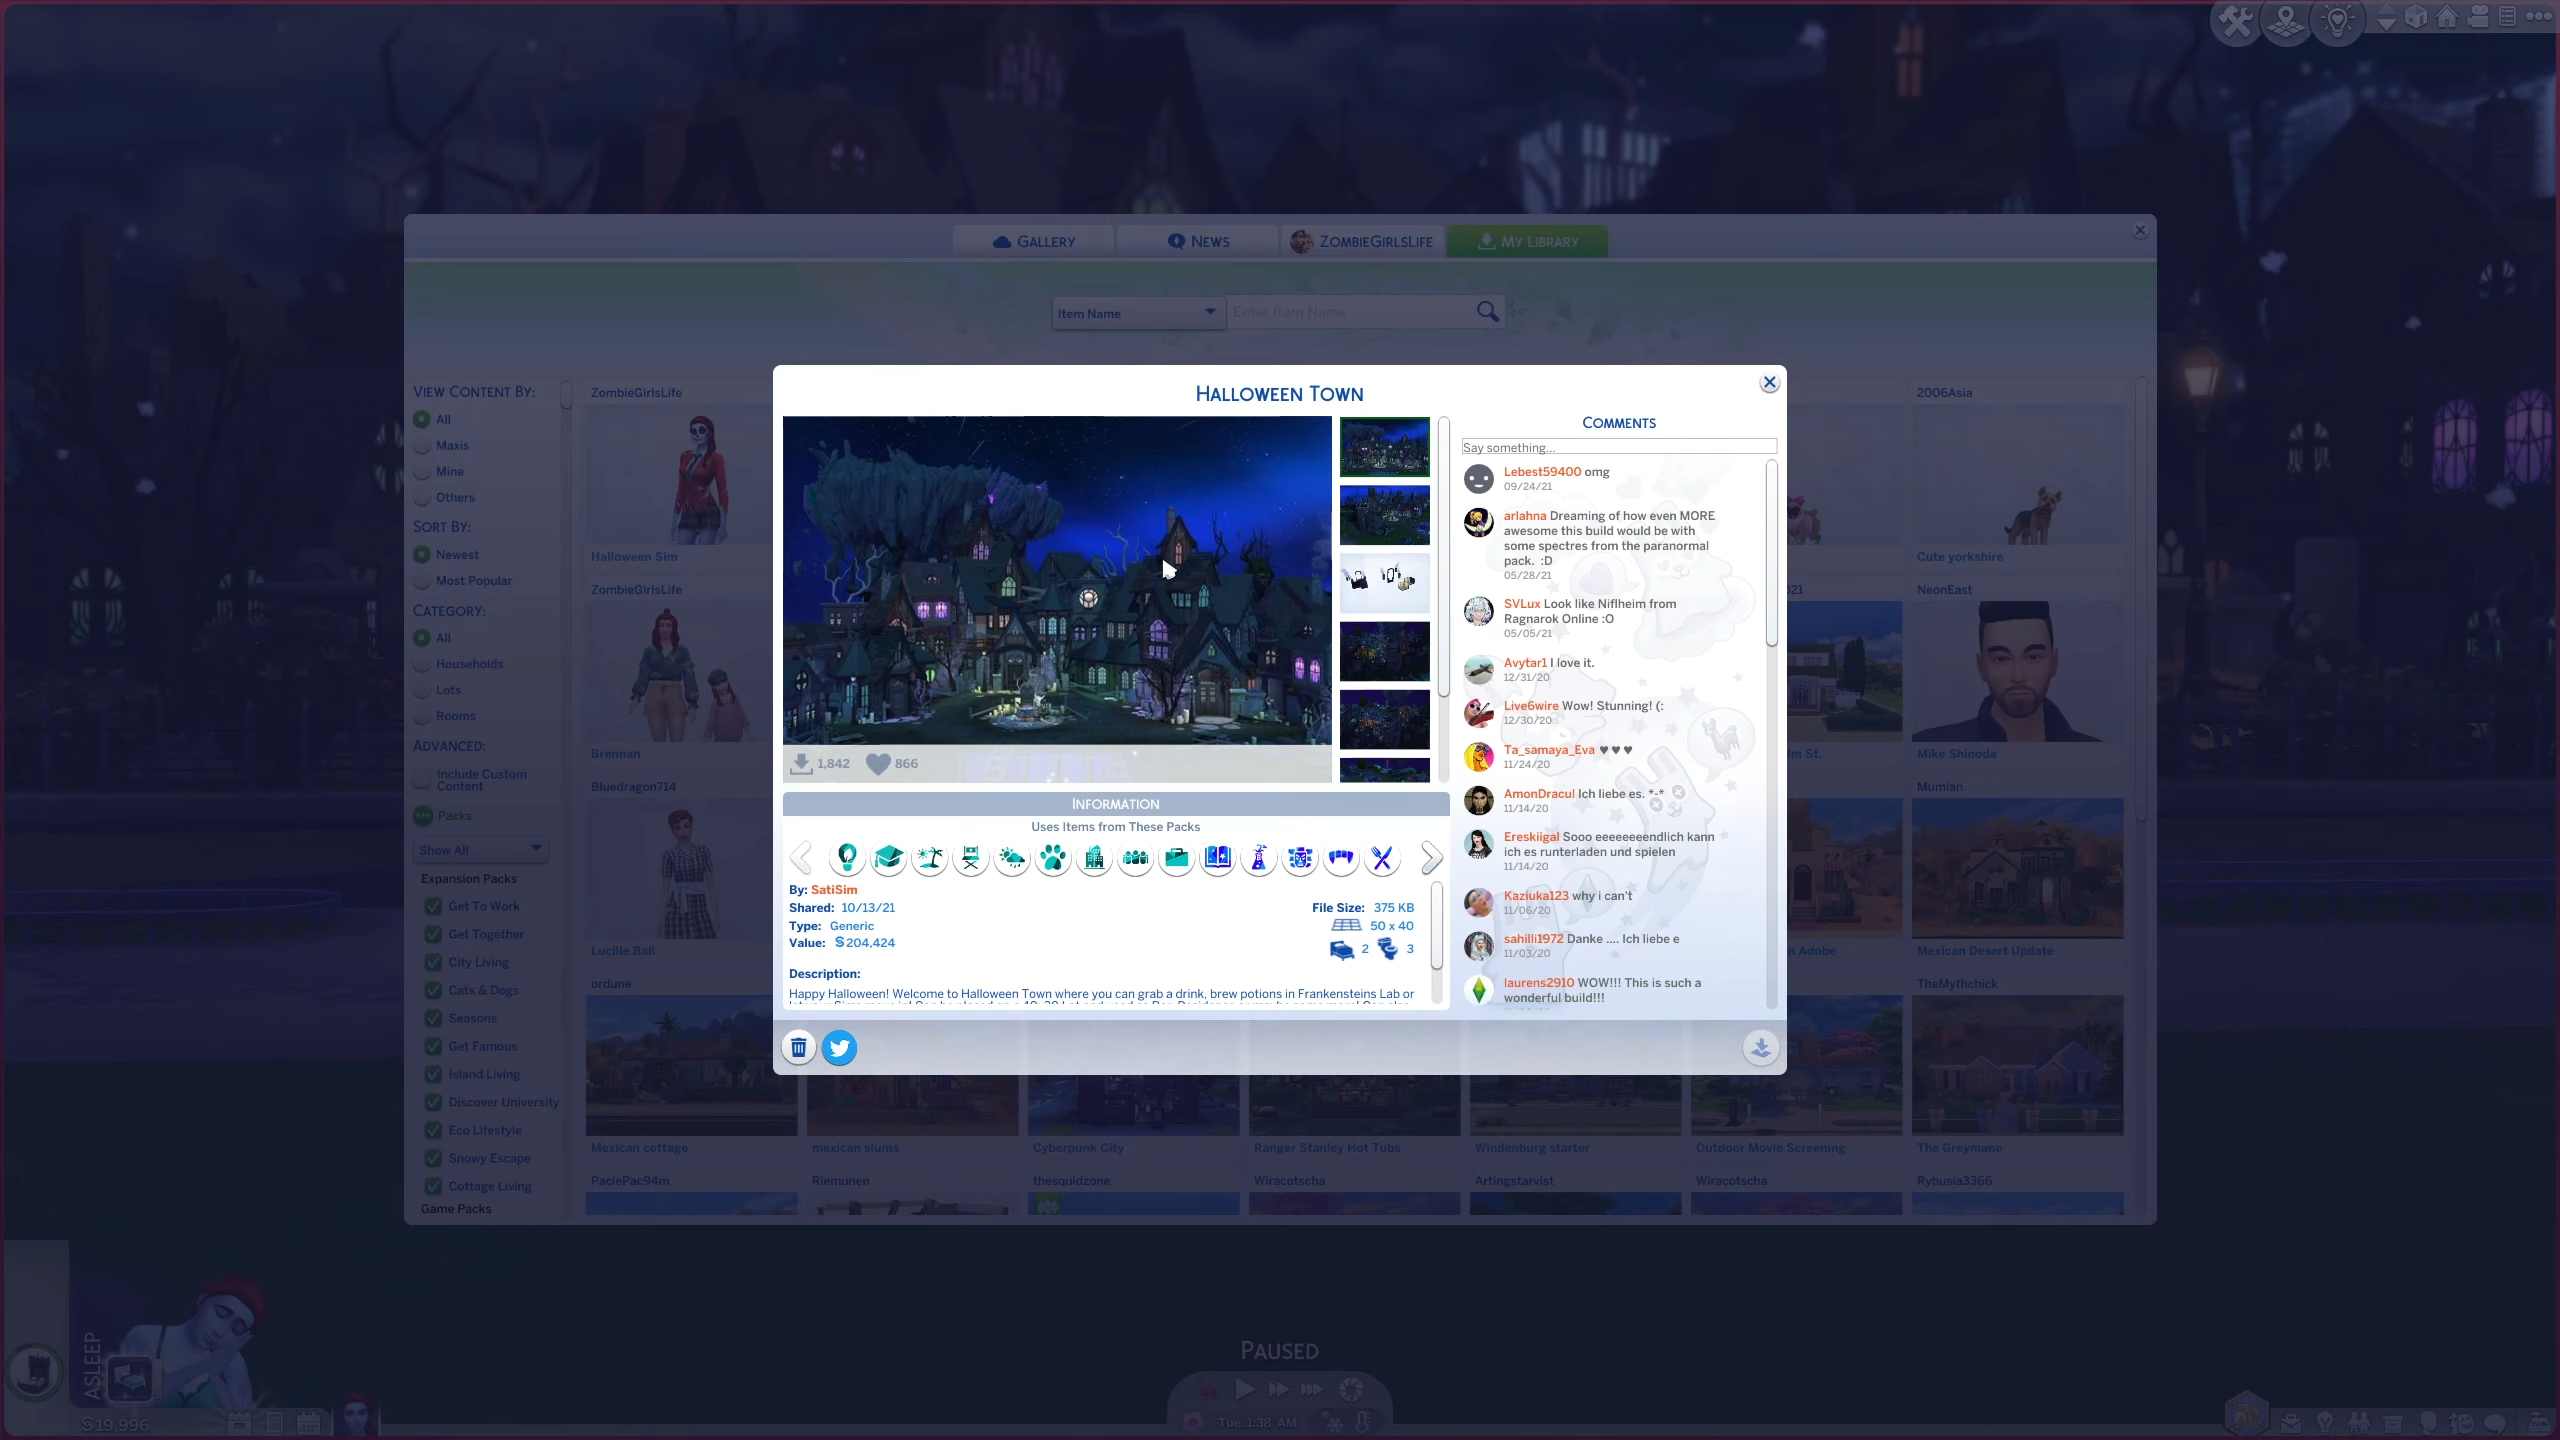 GALLERY
NEWS
ZOMBIEGIRLSLIFE
MY LIBRARY
Item Name
Enter Item Name
VIEW CONTENT BY:
All
Maxis
Mine
Others
SORT BY:
Newest
Most Popular
CATEGORY:
All
Households
Lots
Rooms
ADVANCED:
Include Custom
Content
Packs
Show All
Expansion Packs
Get To Work
Get Together
City Living
Cats & Dogs
Seasons
Get Famous
Island Living
Discover University
Eco Lifestyle
Snowy Escape
Cottage Living
Game Packs
ZombieGirlsLife
Halloween Sim
ZombieGirlsLife
Brennan
Bluedragon714
Lucille Ball
ordune
Mexican cottage
PaciePac94m
HALLOWEEN TOWN
1,842
866
INFORMATION
Uses Items from These Packs
By: SatiSim
Shared: 10/13/21
Type: Generic
Value: §204,424
File Size: 375 KB
50 x 40
2
3
Description:
Happy Halloween! Welcome to Halloween Town where you can grab a drink, brew potions in Frankensteins Lab or
COMMENTS
Say something...
Lebest59400 omg
09/24/21
arlahna Dreaming of how even MORE
awesome this build would be with
some spectres from the paranormal
pack. :D
05/28/21
SVLux Look like Niflheim from
Ragnarok Online :O
05/05/21
Avytar1 I love it.
12/31/20
Live6wire Wow! Stunning! (:
12/30/20
Ta_samaya_Eva ♥ ♥ ♥
11/24/20
AmonDracul Ich liebe es. *-*
11/14/20
Ereskiigal Sooo eeeeeeeendlich kann
ich es runterladen und spielen
11/14/20
Kaziuka123 why i can't
11/06/20
sahilli1972 Danke .... Ich liebe e
11/03/20
laurens2910 WOW!!! This is such a
wonderful build!!!
2006Asia
Cute yorkshire
021
NeonEast
m St.
Mike Shinoda
Mumian
n Adobe
Mexican Desert Update
TheMythchick
mexican slums
Cyberpunk City
Ranger Stanley Hot Tubs
Windenburg starter
Outdoor Movie Screening
The Greymane
Riemunen
thesquidzone
Wiracotscha
Artingstarvist
Wiracotscha
Rybusia3366
PAUSED
Tue. 1:38 AM
ASLEEP
§19,996